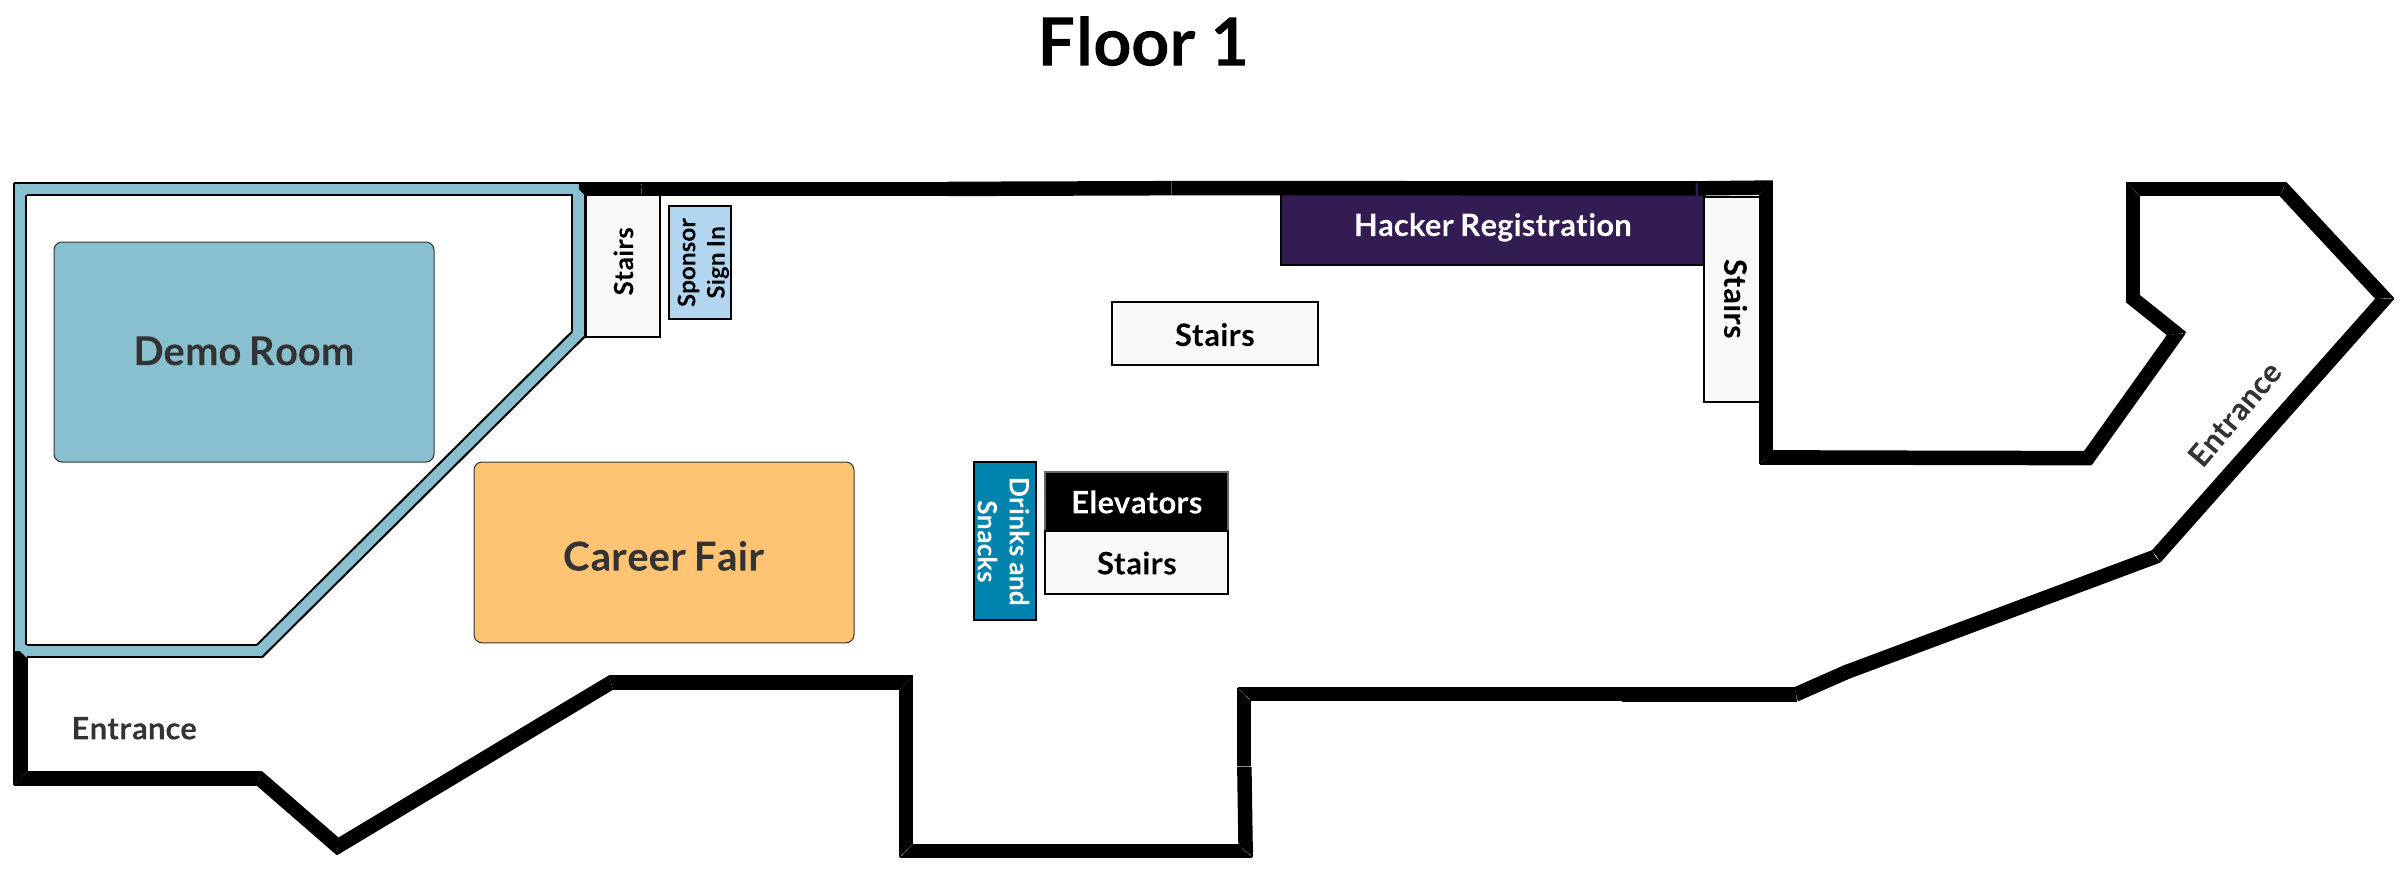 Floor 1
Demo Room
Stairs
Sponsor
Sign In
Hacker Registration
Stairs
Stairs
Entrance
Career Fair
Drinks and
Snacks
Elevators
Stairs
Entrance